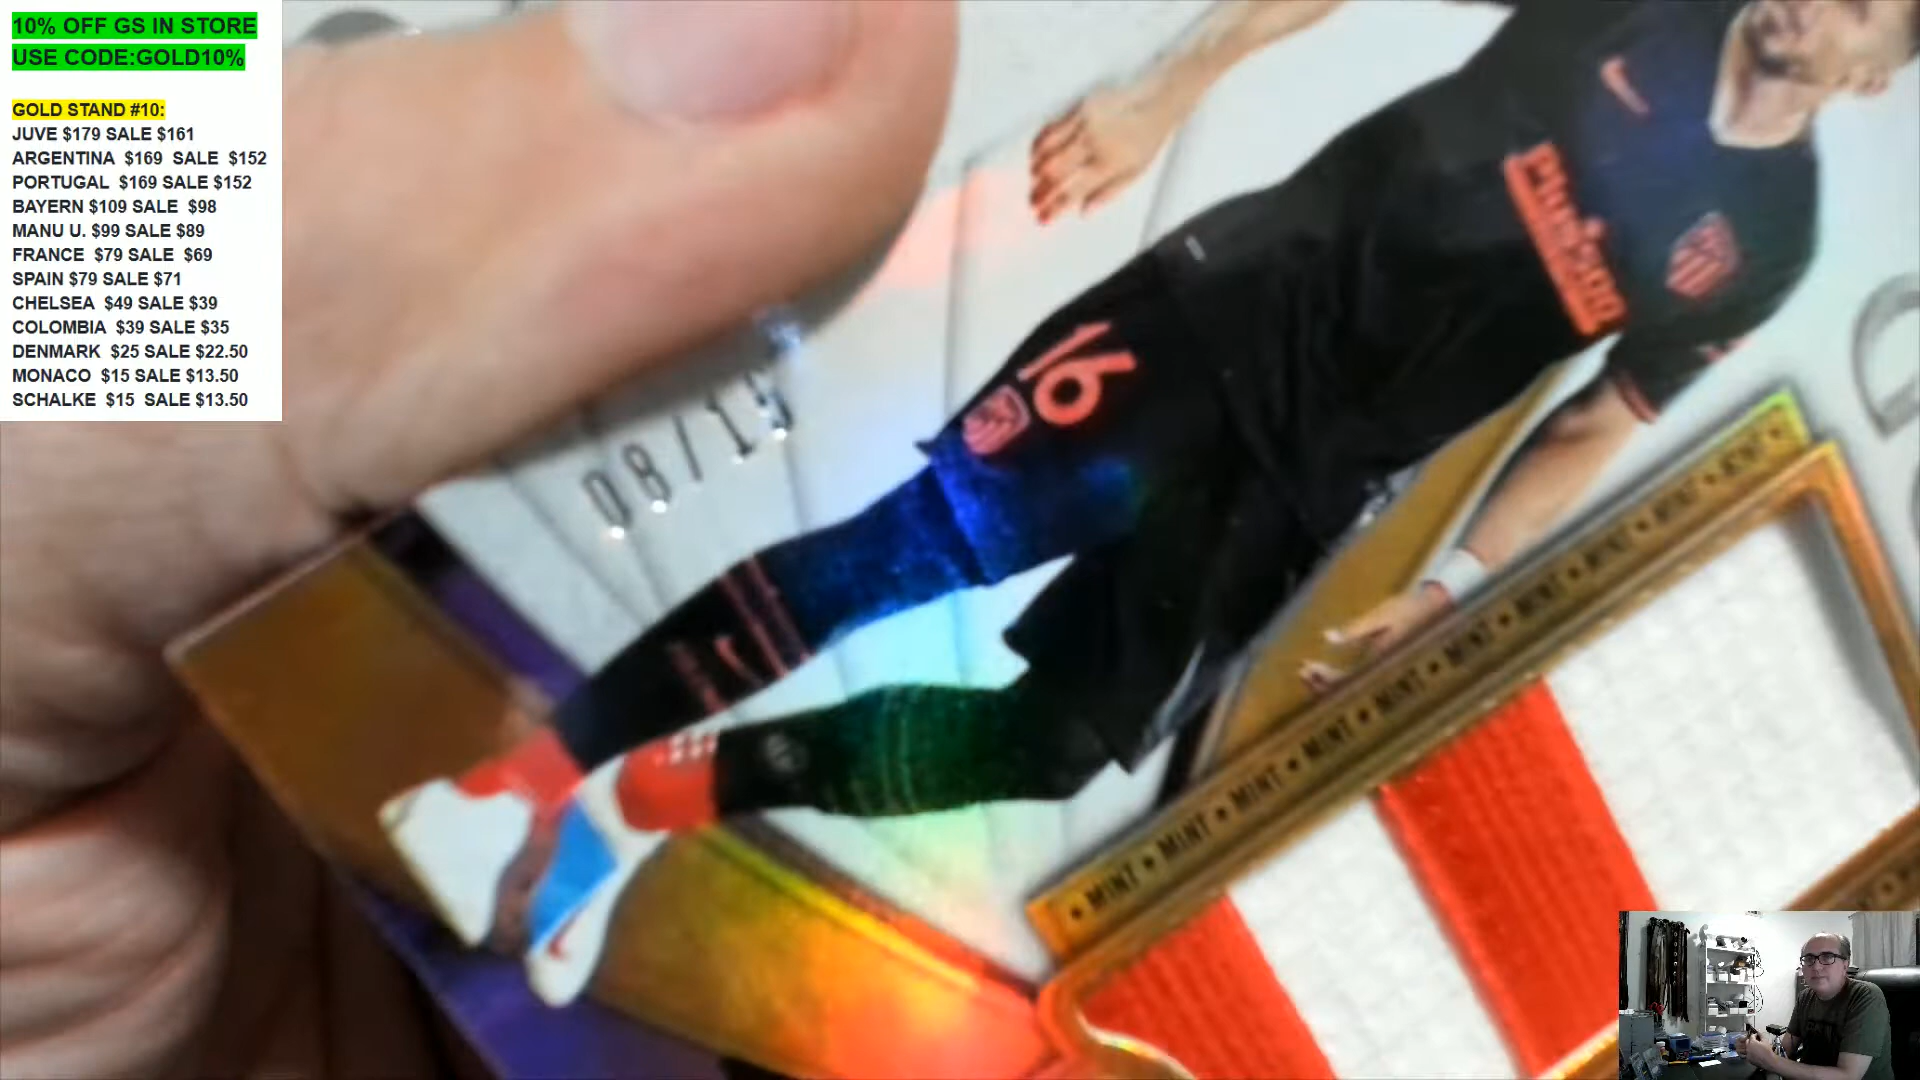 10% OFF GS IN STORE
USE CODE:GOLD10%
GOLD STAND #10:
JUVE $179 SALE $161
ARGENTINA $169 SALE $152
PORTUGAL $169 SALE $152
BAYERN $109 SALE $98
MANU U. $99 SALE $89
FRANCE $79 SALE $69
SPAIN $79 SALE $71
CHELSEA $49 SALE $39
COLOMBIA $39 SALE $35
DENMARK $25 SALE $22.50
MONACO $15 SALE $13.50
SCHALKE $15 SALE $13.50
08/15
16
Plus500
• MINT • MINT • MINT • MINT • MINT • MINT • MINT • MINT • MINT • MINT •